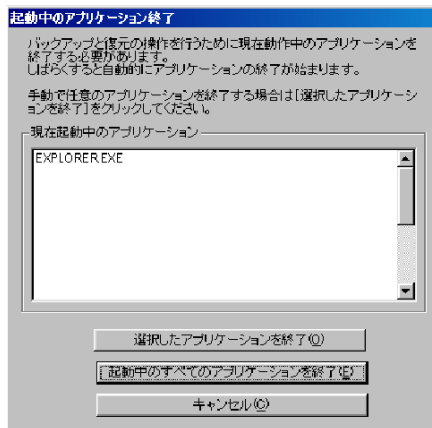 起動中のアプリケーション終了
バックアップと復元の操作を行うために現在動作中のアプリケーションを
終了する必要があります。
しばらくすると自動的にアプリケーションの終了が始まります。
手動で任意のアプリケーションを終了する場合は[選択したアプリケーシ
ョンを終了]をクリックしてください。
現在起動中のアプリケーション
EXPLORER.EXE
選択したアプリケーションを終了(O)
起動中のすべてのアプリケーションを終了(E)
キャンセル(C)